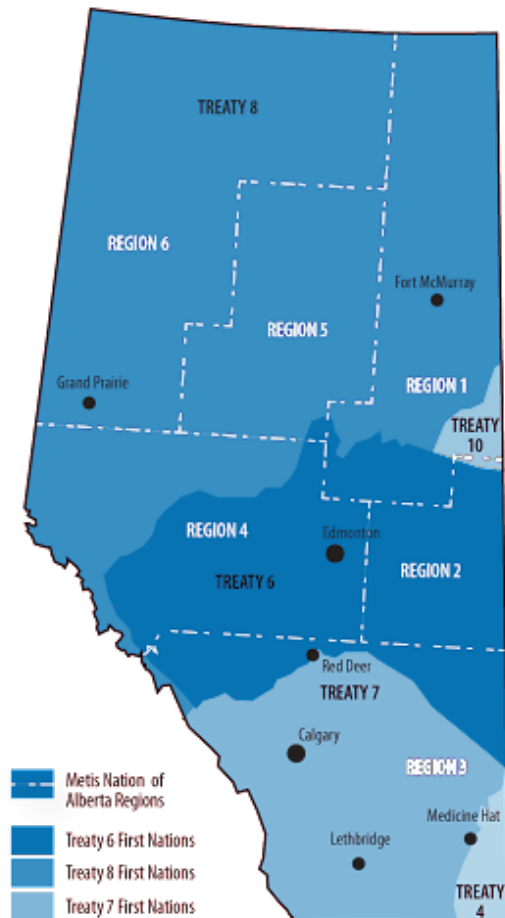 TREATY 8
REGION 6
Fort McMurray
REGION 5
Grand Prairie
REGION 1
TREATY
10
REGION 4
Edmonton
REGION 2
TREATY 6
Red Deer
TREATY 7
Calgary
REGION 3
Metis Nation of
Alberta Regions
Medicine Hat
Treaty 6 First Nations
Lethbridge
Treaty 8 First Nations
TREATY
4
Treaty 7 First Nations